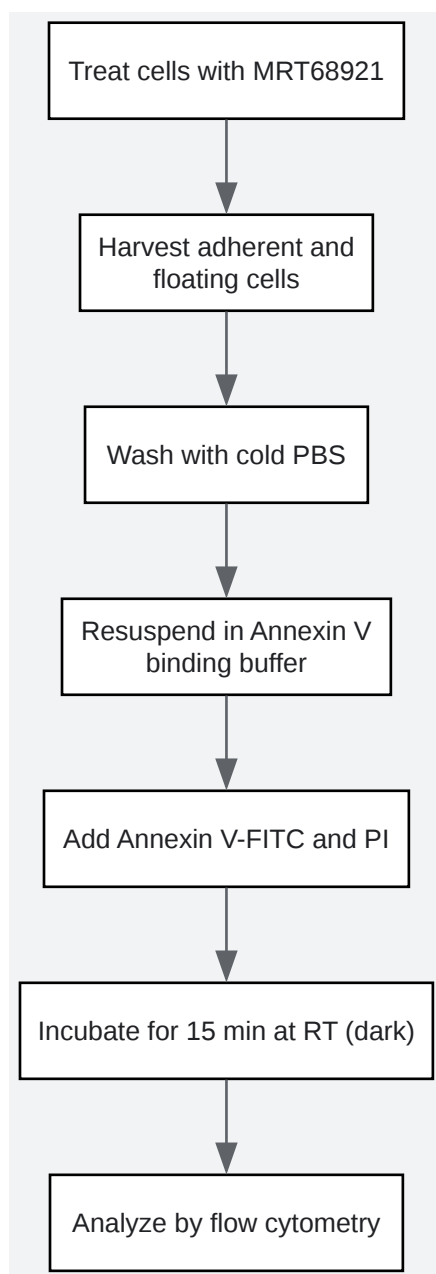 Treat cells with MRT68921
Harvest adherent and
floating cells
Wash with cold PBS
Resuspend in Annexin V
binding buffer
Add Annexin V-FITC and PI
Incubate for 15 min at RT (dark)
Analyze by flow cytometry